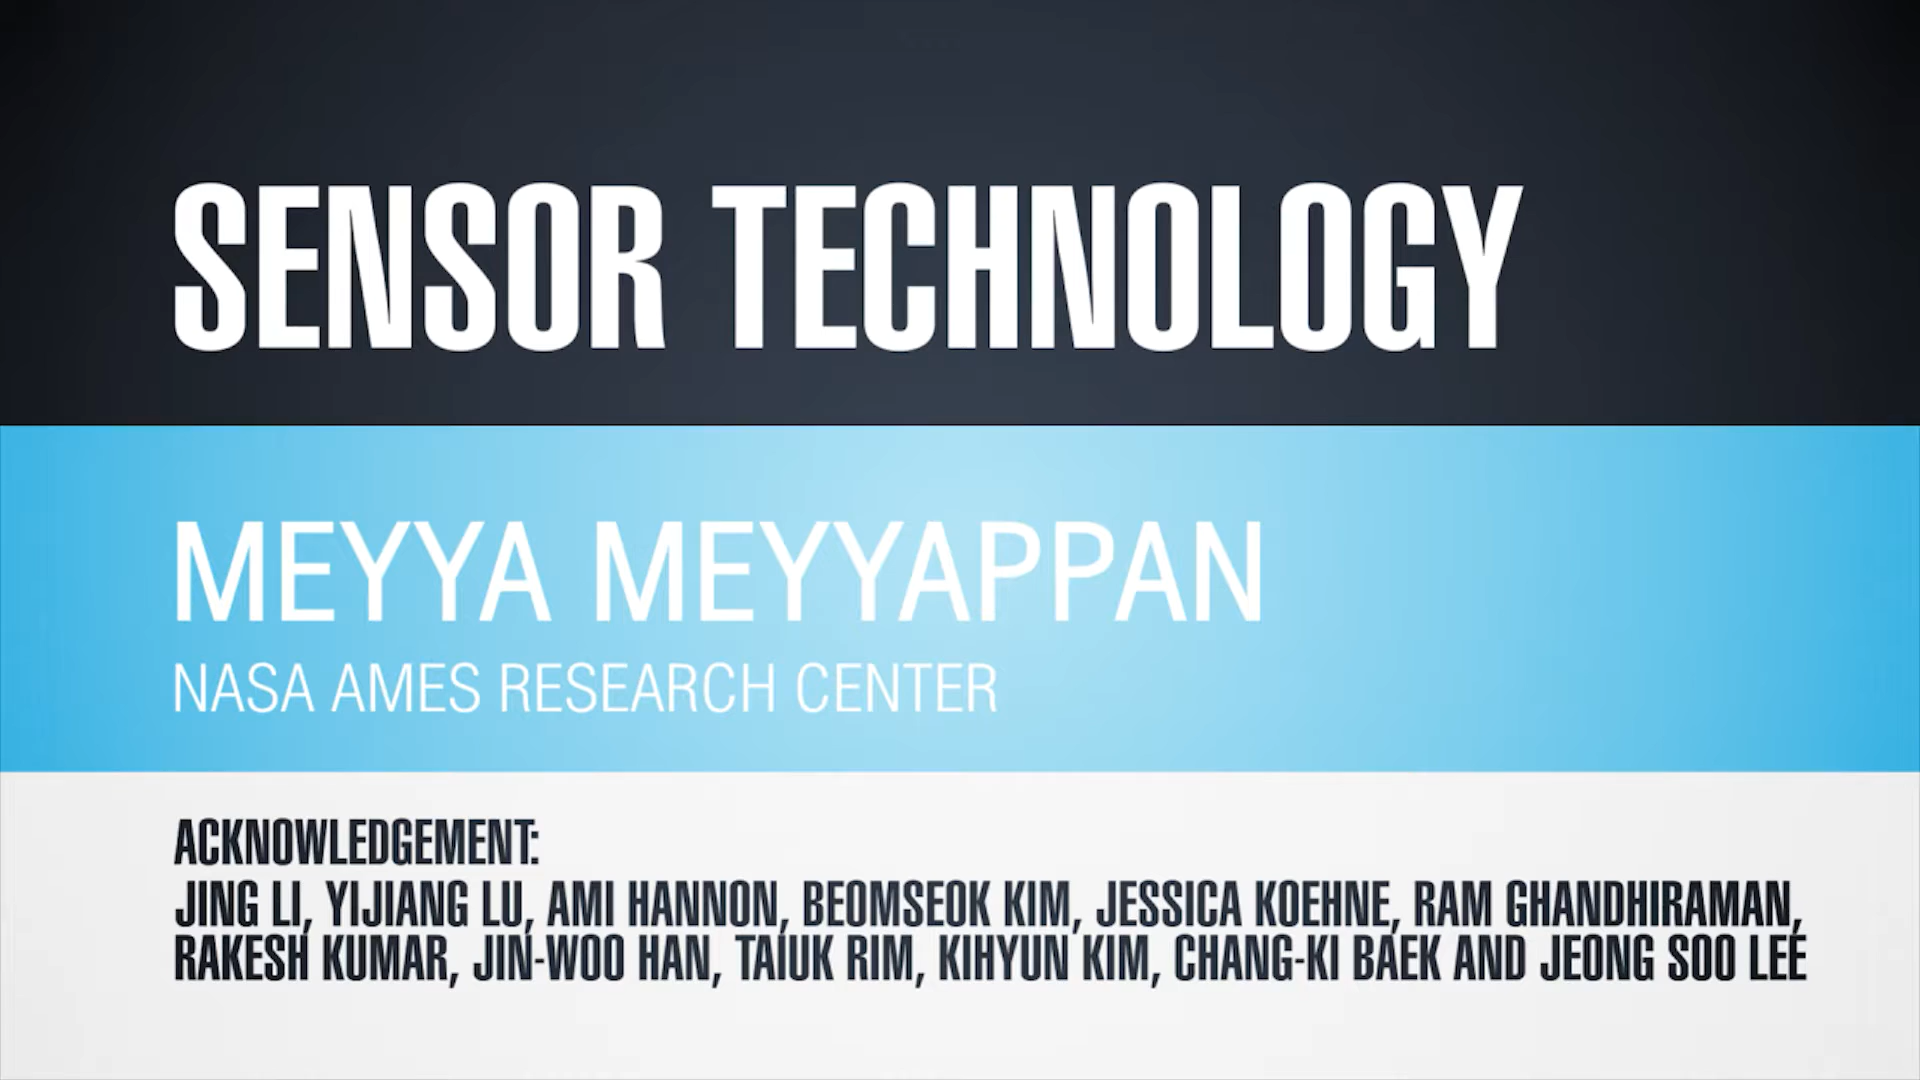 SENSOR TECHNOLOGY
MEYYA MEYYAPPAN
NASA AMES RESEARCH CENTER
ACKNOWLEDGEMENT:
JING LI, YIJIANG LU, AMI HANNON, BEOMSEOK KIM, JESSICA KOEHNE, RAM GHANDHIRAMAN,
RAKESH KUMAR, JIN-WOO HAN, TAIUK RIM, KIHYUN KIM, CHANG-KI BAEK AND JEONG SOO LEE